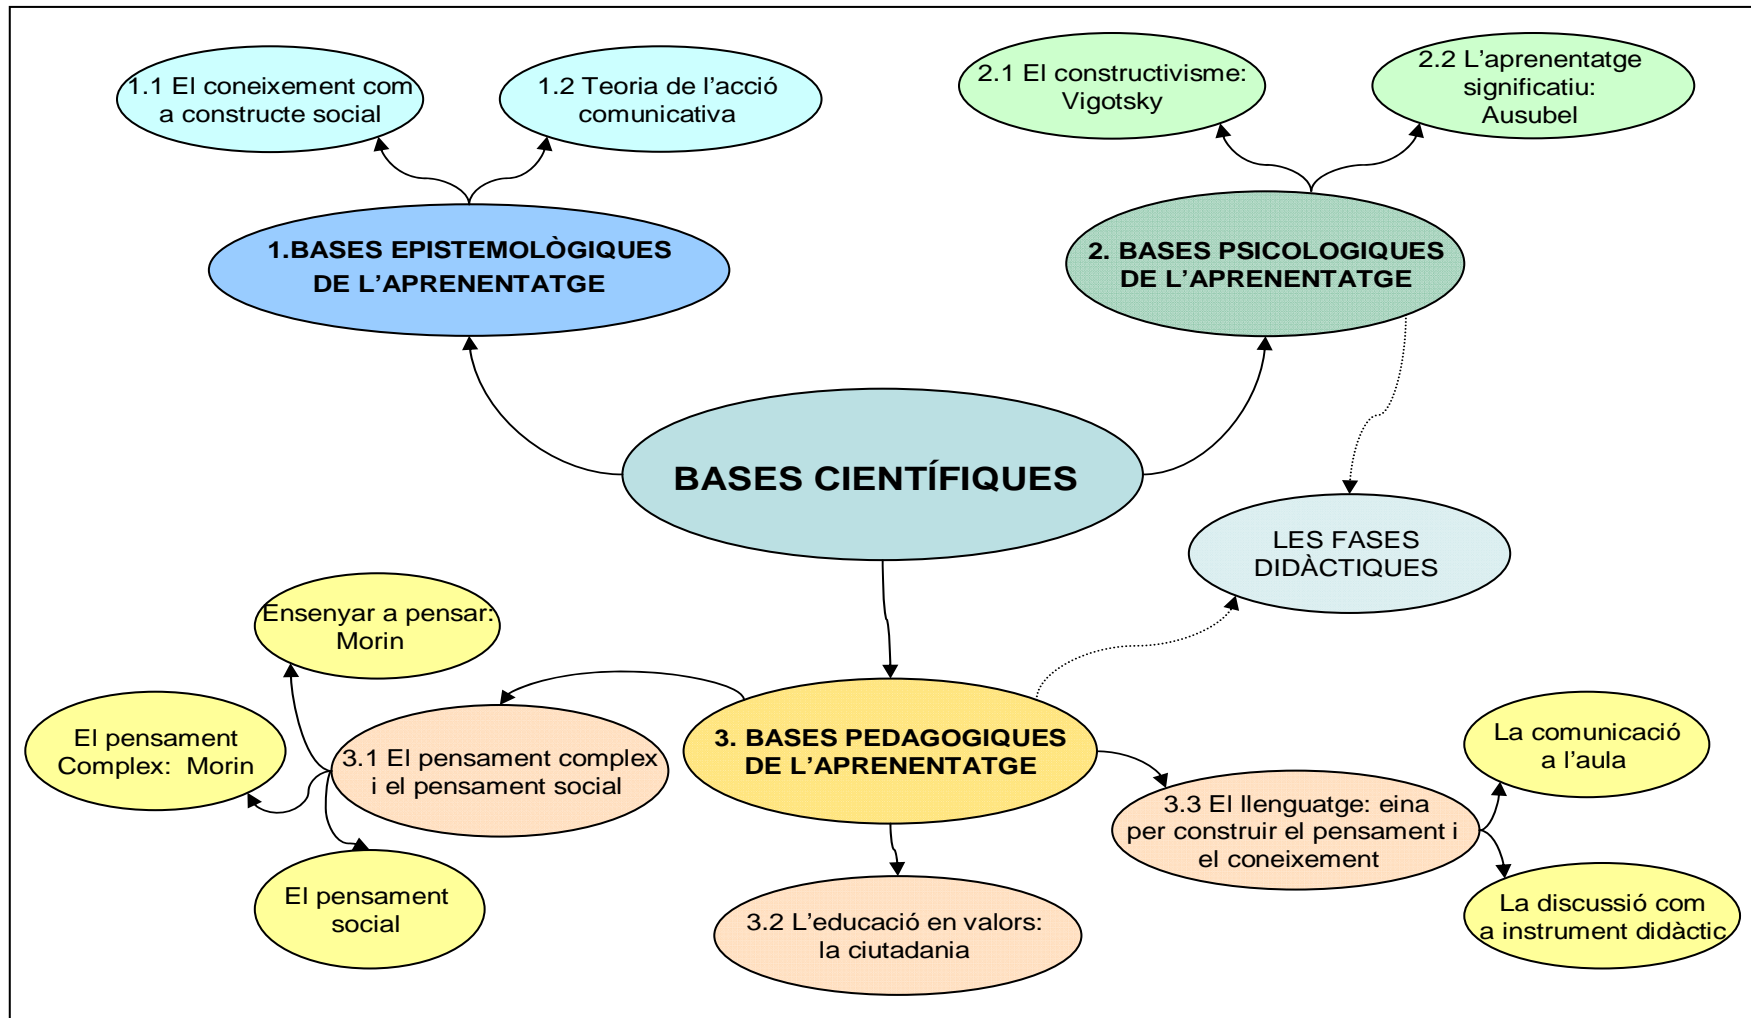 1.1 El coneixement com
a constructe social
1.2 Teoria de l'acció
comunicativa
2.1 El constructivisme:
Vigotsky
2.2 L'aprenentatge
significatiu:
Ausubel
1.BASES EPISTEMOLÒGIQUES
DE L'APRENENTATGE
2. BASES PSICOLOGIQUES
DE L'APRENENTATGE
BASES CIENTÍFIQUES
LES FASES
DIDÀCTIQUES
Ensenyar a pensar:
Morin
El pensament
Complex: Morin
3.1 El pensament complex
i el pensament social
El pensament
social
3. BASES PEDAGOGIQUES
DE L'APRENENTATGE
3.2 L'educació en valors:
la ciutadania
3.3 El llenguatge: eina
per construir el pensament i
el coneixement
La comunicació
a l'aula
La discussió com
a instrument didàctic